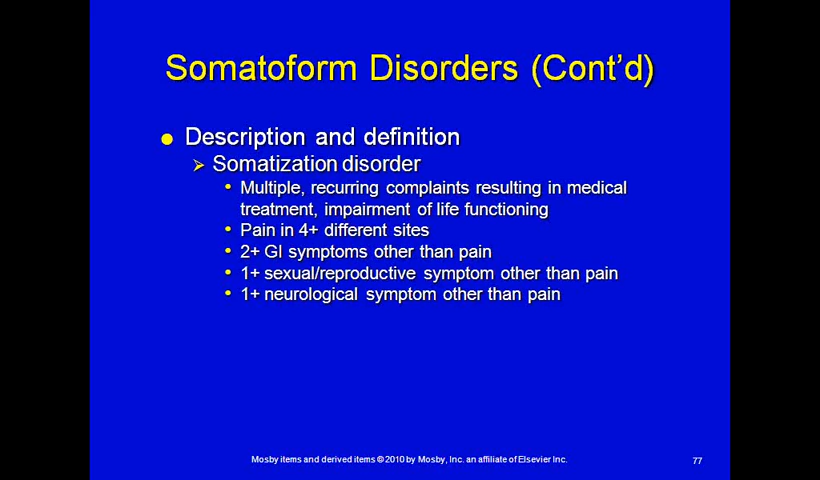 Somatoform Disorders (Cont'd)
Description and definition
Somatization disorder
Multiple, recurring complaints resulting in medical
treatment, impairment of life functioning
Pain in 4+ different sites
2+ GI symptoms other than pain
1+ sexual/reproductive symptom other than pain
1+ neurological symptom other than pain
Mosby items and derived items © 2010 by Mosby, Inc. an affiliate of Elsevier Inc.
77